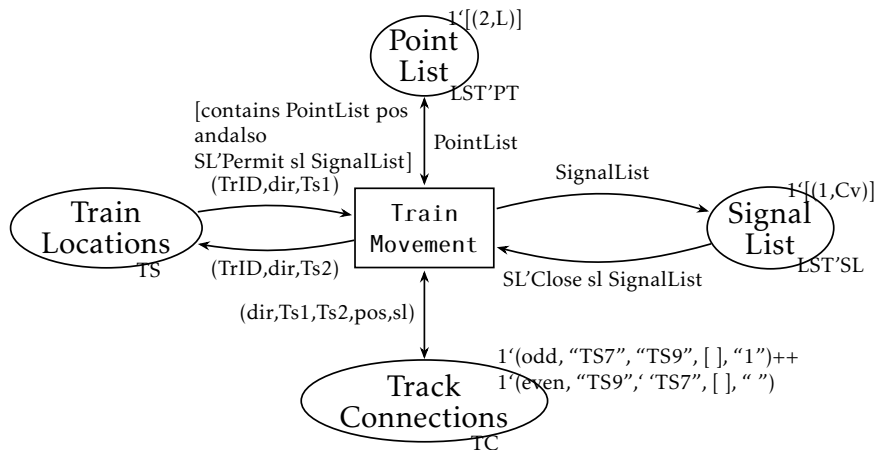 1‘[(2,L)]
Point
List
LST’PT
[contains PointList pos
andalso
SL’Permit sl SignalList]
PointList
(TrID,dir,Ts1)
SignalList
1‘[(1,Cv)]
Train
Locations
TS
Train
Movement
Signal
List
LST’SL
(TrID,dir,Ts2)
SL’Close sl SignalList
(dir,Ts1,Ts2,pos,sl)
1‘(odd, “TS7”, “TS9”, [ ], “1”)++
1‘(even, “TS9”,‘ ‘TS7”, [ ], “ ”)
Track
Connections
TC